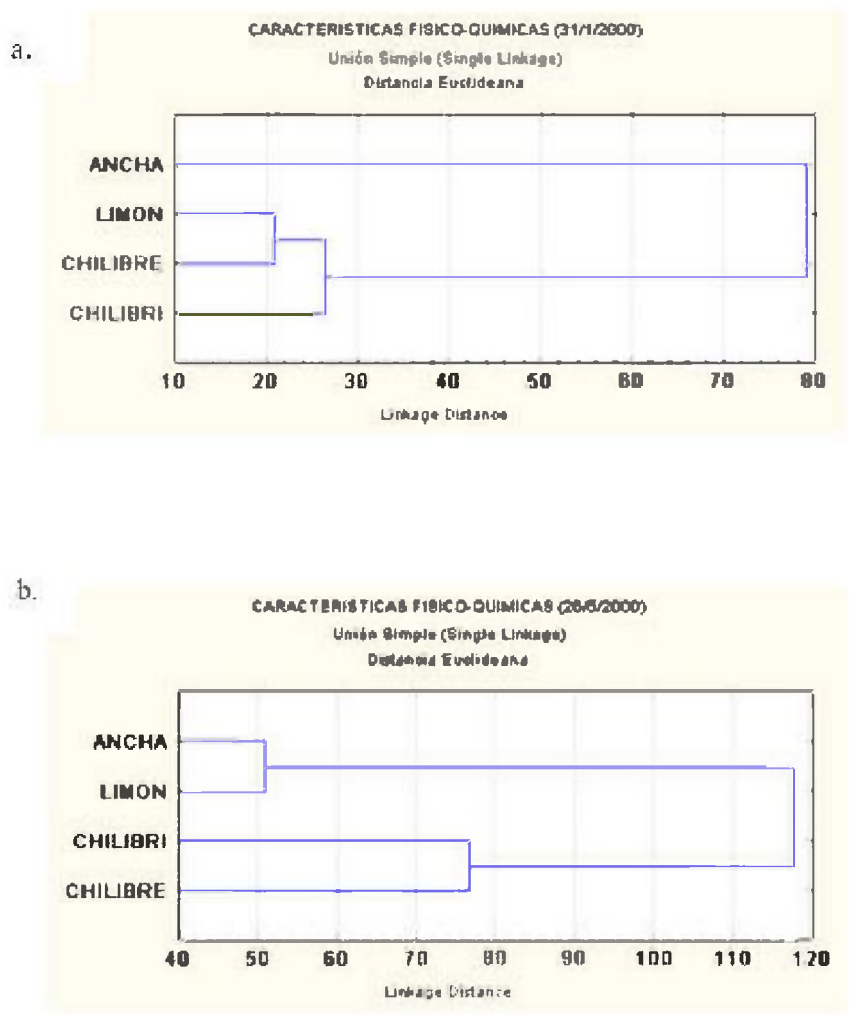 a.
CARACTERISTICAS FISICO-QUIMICAS (31/1/2000)
Unión Simple (Single Linkage)
Distancia Euclideana
ANCHA
LIMON
CHILIBRE
CHILIBRI
10 20 30 40 50 60 70 80
Linkage Distance
b.
CARACTERISTICAS FISICO-QUIMICAS
Unión Simple (Single Linkage)
Distancia Euclideana
ANCHA
LIMON
CHILIBRI
CHILIBRE
40 50 60 70 80 90 100 110 120
Linkage Distance